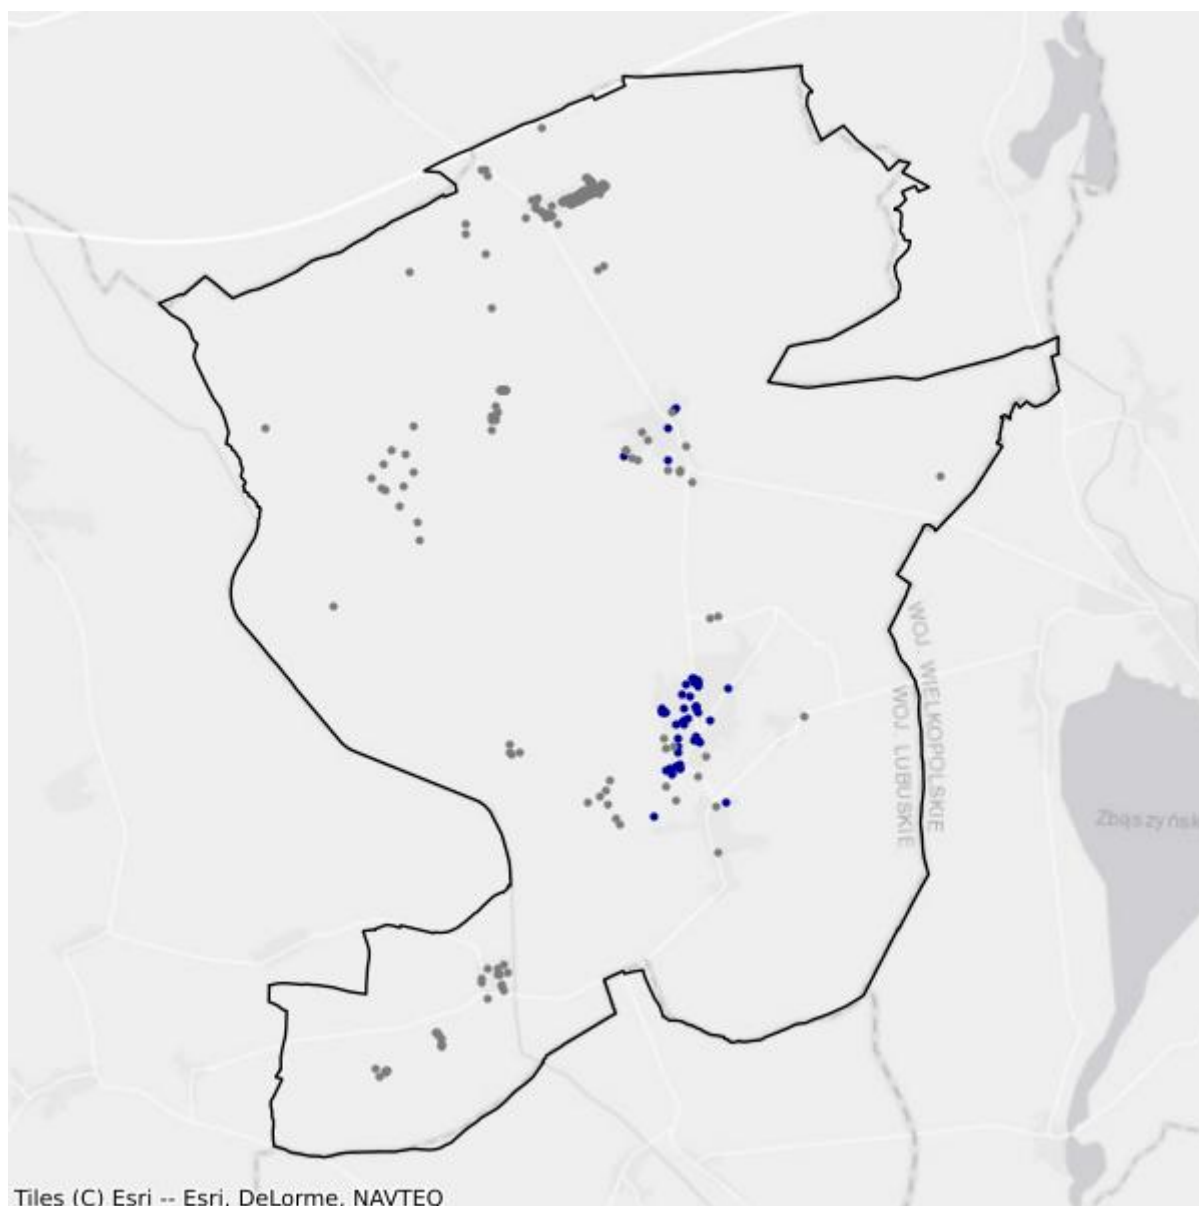 WOJ. WIELKOPOLSKIE
WOJ. LUBUSKIE
Zbąszyńsk
Tiles (C) Esri -- Esri, DeLorme, NAVTEQ